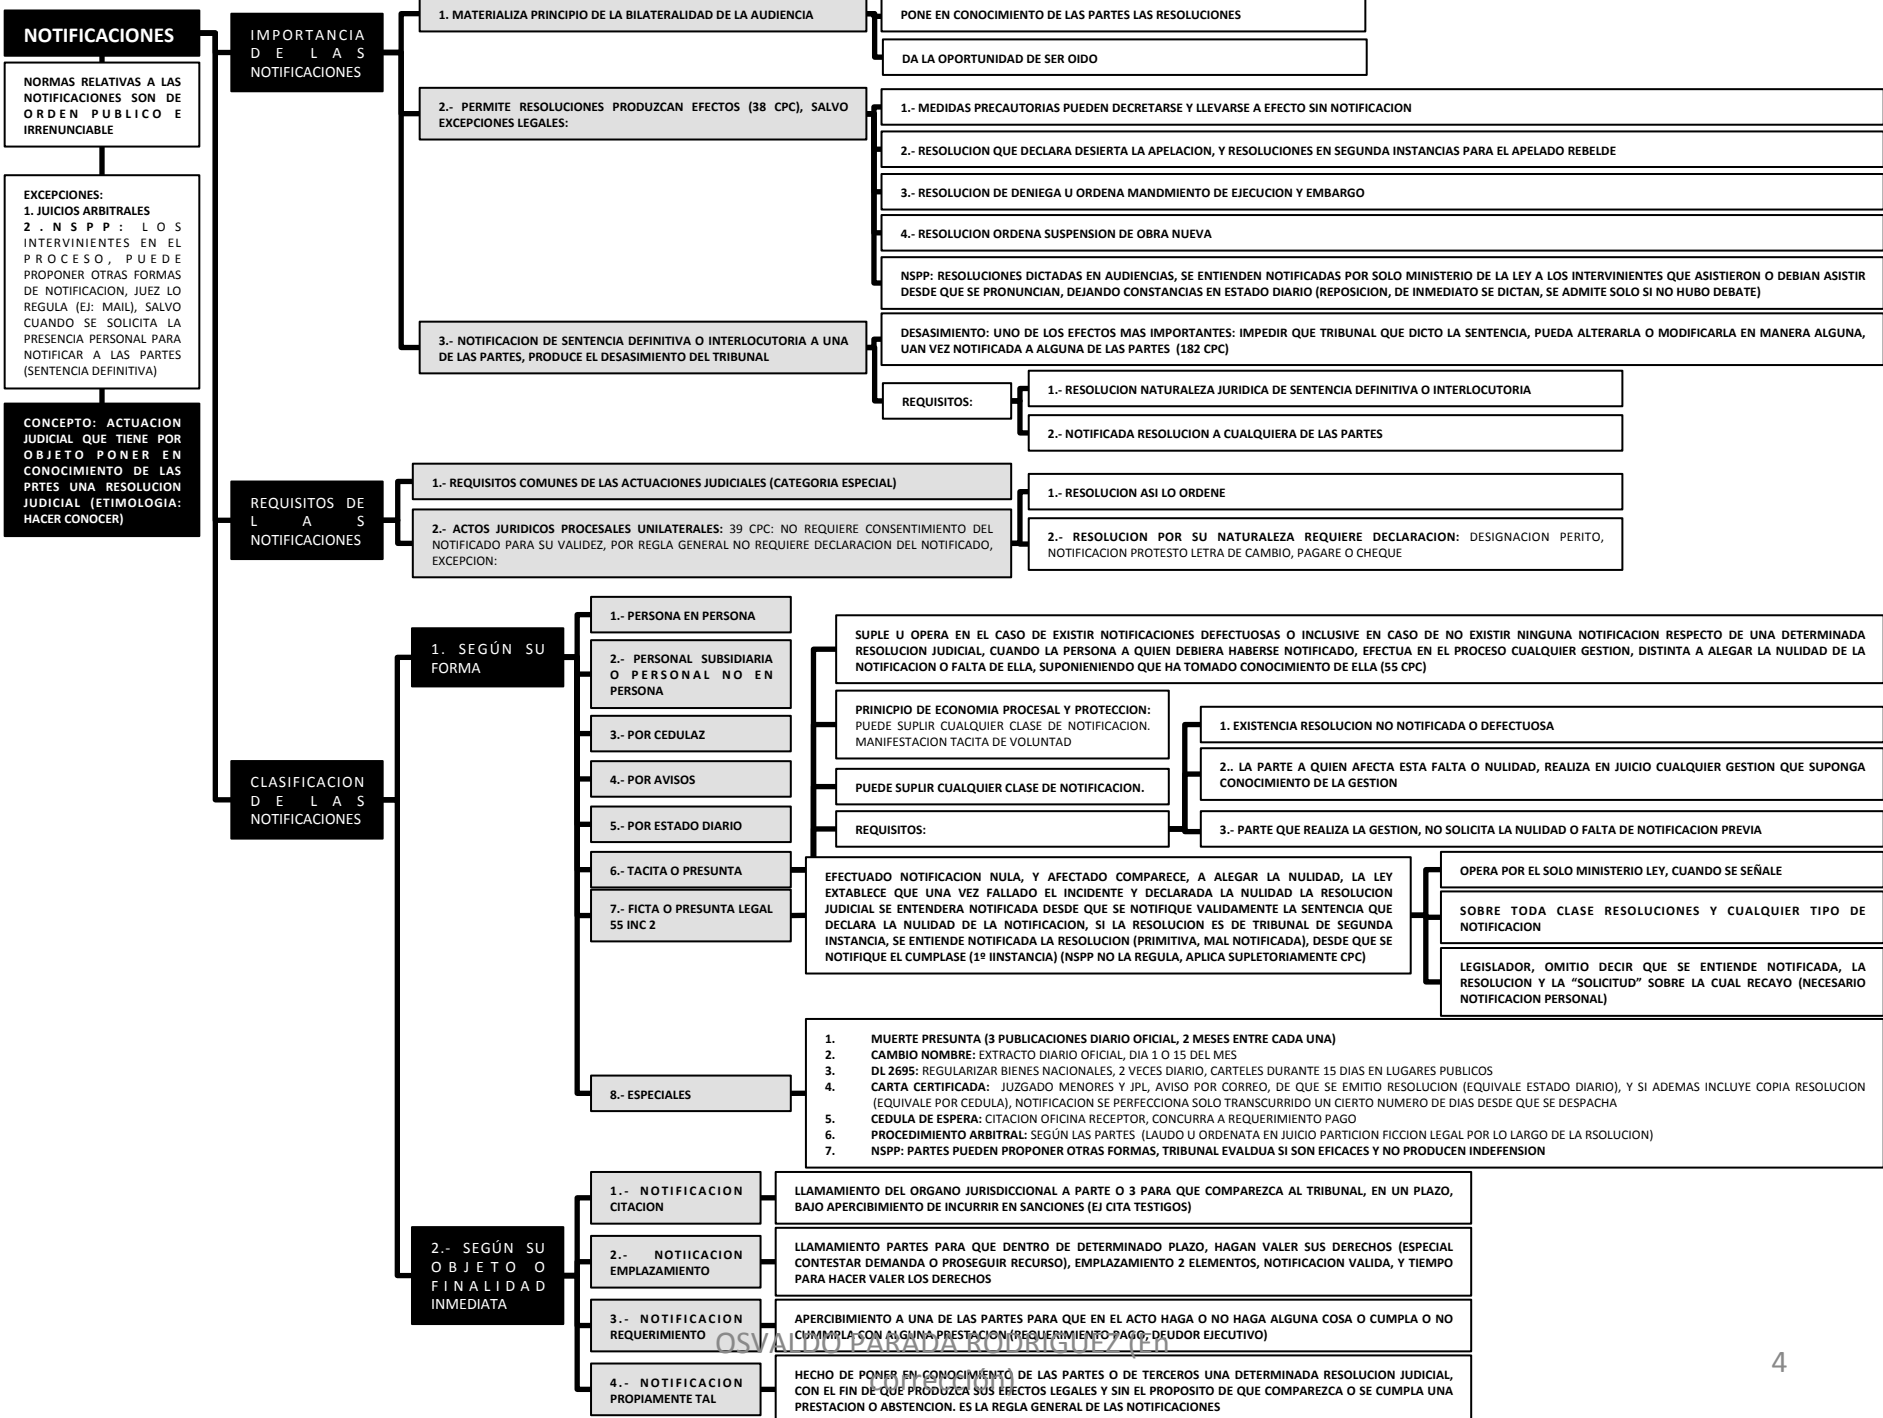 NOTIFICACIONES
NORMAS RELATIVAS A LAS
NOTIFICACIONES SON DE
ORDEN PUBLICO E
IRRENUNCIABLE
EXCEPCIONES:
1. JUICIOS ARBITRALES
2.NSPP: LOS
INTERVINIENTES EN EL
PROCESO, PUEDE
PROPONER OTRAS FORMAS
DE NOTIFICACION, JUEZ LO
REGULA (EJ: MAIL), SALVO
CUANDO SE SOLICITA LA
PRESENCIA PERSONAL PARA
NOTIFICAR A LAS PARTES
(SENTENCIA DEFINITIVA)
CONCEPTO: ACTUACION
JUDICIAL QUE TIENE POR
OBJETO PONER EN
CONOCIMIENTO DE LAS
PRTES UNA RESOLUCION
JUDICIAL (ETIMOLOGIA:
HACER CONOCER)
IMPORTANCIA
DE LAS
NOTIFICACIONES
1. MATERIALIZA PRINCIPIO DE LA BILATERALIDAD DE LA AUDIENCIA
PONE EN CONOCIMIENTO DE LAS PARTES LAS RESOLUCIONES
DA LA OPORTUNIDAD DE SER OIDO
2.- PERMITE RESOLUCIONES PRODUZCAN EFECTOS (38 CPC), SALVO
EXCEPCIONES LEGALES:
1.- MEDIDAS PRECAUTORIAS PUEDEN DECRETARSE Y LLEVARSE A EFECTO SIN NOTIFICACION
2.- RESOLUCION QUE DECLARA DESIERTA LA APELACION, Y RESOLUCIONES EN SEGUNDA INSTANCIAS PARA EL APELADO REBELDE
3.- RESOLUCION DE DENIEGA U ORDENA MANDMIENTO DE EJECUCION Y EMBARGO
4.- RESOLUCION ORDENA SUSPENSION DE OBRA NUEVA
NSPP: RESOLUCIONES DICTADAS EN AUDIENCIAS, SE ENTIENDEN NOTIFICADAS POR SOLO MINISTERIO DE LA LEY A LOS INTERVINIENTES QUE ASISTIERON O DEBIAN ASISTIR
DESDE QUE SE PRONUNCIAN, DEJANDO CONSTANCIAS EN ESTADO DIARIO (REPOSICION, DE INMEDIATO SE DICTAN, SE ADMITE SOLO SI NO HUBO DEBATE)
3.- NOTIFICACION DE SENTENCIA DEFINITIVA O INTERLOCUTORIA A UNA
DE LAS PARTES, PRODUCE EL DESASIMIENTO DEL TRIBUNAL
DESASIMIENTO: UNO DE LOS EFECTOS MAS IMPORTANTES: IMPEDIR QUE TRIBUNAL QUE DICTO LA SENTENCIA, PUEDA ALTERARLA O MODIFICARLA EN MANERA ALGUNA,
UAN VEZ NOTIFICADA A ALGUNA DE LAS PARTES (182 CPC)
REQUISITOS:
1.- RESOLUCION NATURALEZA JURIDICA DE SENTENCIA DEFINITIVA O INTERLOCUTORIA
2.- NOTIFICADA RESOLUCION A CUALQUIERA DE LAS PARTES
REQUISITOS DE
LAS
NOTIFICACIONES
1.- REQUISITOS COMUNES DE LAS ACTUACIONES JUDICIALES (CATEGORIA ESPECIAL)
2.- ACTOS JURIDICOS PROCESALES UNILATERALES: 39 CPC: NO REQUIERE CONSENTIMIENTO DEL
NOTIFICADO PARA SU VALIDEZ, POR REGLA GENERAL NO REQUIERE DECLARACION DEL NOTIFICADO,
EXCEPCION:
1.- RESOLUCION ASI LO ORDENE
2.- RESOLUCION POR SU NATURALEZA REQUIERE DECLARACION: DESIGNACION PERITO,
NOTIFICACION PROTESTO LETRA DE CAMBIO, PAGARE O CHEQUE
CLASIFICACION
DE LAS
NOTIFICACIONES
1. SEGÚN SU
FORMA
1.- PERSONA EN PERSONA
2.- PERSONAL SUBSIDIARIA
O PERSONAL NO EN
PERSONA
3.- POR CEDULAZ
4.- POR AVISOS
5.- POR ESTADO DIARIO
6.- TACITA O PRESUNTA
7.- FICTA O PRESUNTA LEGAL
55 INC 2
8.- ESPECIALES
SUPLE U OPERA EN EL CASO DE EXISTIR NOTIFICACIONES DEFECTUOSAS O INCLUSIVE EN CASO DE NO EXISTIR NINGUNA NOTIFICACION RESPECTO DE UNA DETERMINADA
RESOLUCION JUDICIAL, CUANDO LA PERSONA A QUIEN DEBIERA HABERSE NOTIFICADO, EFECTUA EN EL PROCESO CUALQUIER GESTION, DISTINTA A ALEGAR LA NULIDAD DE LA
NOTIFICACION O FALTA DE ELLA, SUPONIENIENDO QUE HA TOMADO CONOCIMIENTO DE ELLA (55 CPC)
PRINICPIO DE ECONOMIA PROCESAL Y PROTECCION:
PUEDE SUPLIR CUALQUIER CLASE DE NOTIFICACION.
MANIFESTACION TACITA DE VOLUNTAD
PUEDE SUPLIR CUALQUIER CLASE DE NOTIFICACION.
REQUISITOS:
1. EXISTENCIA RESOLUCION NO NOTIFICADA O DEFECTUOSA
2.. LA PARTE A QUIEN AFECTA ESTA FALTA O NULIDAD, REALIZA EN JUICIO CUALQUIER GESTION QUE SUPONGA
CONOCIMIENTO DE LA GESTION
3.- PARTE QUE REALIZA LA GESTION, NO SOLICITA LA NULIDAD O FALTA DE NOTIFICACION PREVIA
EFECTUADO NOTIFICACION NULA, Y AFECTADO COMPARECE, A ALEGAR LA NULIDAD, LA LEY
EXTABLECE QUE UNA VEZ FALLADO EL INCIDENTE Y DECLARADA LA NULIDAD LA RESOLUCION
JUDICIAL SE ENTENDERA NOTIFICADA DESDE QUE SE NOTIFIQUE VALIDAMENTE LA SENTENCIA QUE
DECLARA LA NULIDAD DE LA NOTIFICACION, SI LA RESOLUCION ES DE TRIBUNAL DE SEGUNDA
INSTANCIA, SE ENTIENDE NOTIFICADA LA RESOLUCION (PRIMITIVA, MAL NOTIFICADA), DESDE QUE SE
NOTIFIQUE EL CUMPLASE (1º IINSTANCIA) (NSPP NO LA REGULA, APLICA SUPLETORIAMENTE CPC)
OPERA POR EL SOLO MINISTERIO LEY, CUANDO SE SEÑALE
SOBRE TODA CLASE RESOLUCIONES Y CUALQUIER TIPO DE
NOTIFICACION
LEGISLADOR, OMITIO DECIR QUE SE ENTIENDE NOTIFICADA, LA
RESOLUCION Y LA “SOLICITUD” SOBRE LA CUAL RECAYO (NECESARIO
NOTIFICACION PERSONAL)
1. MUERTE PRESUNTA (3 PUBLICACIONES DIARIO OFICIAL, 2 MESES ENTRE CADA UNA)
2. CAMBIO NOMBRE: EXTRACTO DIARIO OFICIAL, DIA 1 O 15 DEL MES
3. DL 2695: REGULARIZAR BIENES NACIONALES, 2 VECES DIARIO, CARTELES DURANTE 15 DIAS EN LUGARES PUBLICOS
4. CARTA CERTIFICADA: JUZGADO MENORES Y JPL, AVISO POR CORREO, DE QUE SE EMITIO RESOLUCION (EQUIVALE ESTADO DIARIO), Y SI ADEMAS INCLUYE COPIA RESOLUCION
(EQUIVALE POR CEDULA), NOTIFICACION SE PERFECCIONA SOLO TRANSCURRIDO UN CIERTO NUMERO DE DIAS DESDE QUE SE DESPACHA
5. CEDULA DE ESPERA: CITACION OFICINA RECEPTOR, CONCURRA A REQUERIMIENTO PAGO
6. PROCEDIMIENTO ARBITRAL: SEGÚN LAS PARTES (LAUDO U ORDENATA EN JUICIO PARTICION FICCION LEGAL POR LO LARGO DE LA RSOLUCION)
7. NSPP: PARTES PUEDEN PROPONER OTRAS FORMAS, TRIBUNAL EVALDUA SI SON EFICACES Y NO PRODUCEN INDEFENSION
2.- SEGÚN SU
OBJETO O
FINALIDAD
INMEDIATA
1.- NOTIFICACION
CITACION
LLAMAMIENTO DEL ORGANO JURISDICCIONAL A PARTE O 3 PARA QUE COMPAREZCA AL TRIBUNAL, EN UN PLAZO,
BAJO APERCIBIMIENTO DE INCURRIR EN SANCIONES (EJ CITA TESTIGOS)
2.- NOTIICACION
EMPLAZAMIENTO
LLAMAMIENTO PARTES PARA QUE DENTRO DE DETERMINADO PLAZO, HAGAN VALER SUS DERECHOS (ESPECIAL
CONTESTAR DEMANDA O PROSEGUIR RECURSO), EMPLAZAMIENTO 2 ELEMENTOS, NOTIFICACION VALIDA, Y TIEMPO
PARA HACER VALER LOS DERECHOS
3.- NOTIFICACION
REQUERIMIENTO
APERCIBIMIENTO A UNA DE LAS PARTES PARA QUE EN EL ACTO HAGA O NO HAGA ALGUNA COSA O CUMPLA O NO
CUMMPLA CON ALGUNA PRESTACION (REQUERIMIENTO PAGO, DEUDOR EJECUTIVO)
4.- NOTIFICACION
PROPIAMENTE TAL
HECHO DE PONER EN CONOCIMIENTO DE LAS PARTES O DE TERCEROS UNA DETERMINADA RESOLUCION JUDICIAL,
CON EL FIN DE QUE PRODUZCA SUS EFECTOS LEGALES Y SIN EL PROPOSITO DE QUE COMPAREZCA O SE CUMPLA UNA
PRESTACION O ABSTENCION. ES LA REGLA GENERAL DE LAS NOTIFICACIONES
OSVALDO PARADA RODRIGUEZ (En
corrección)
4